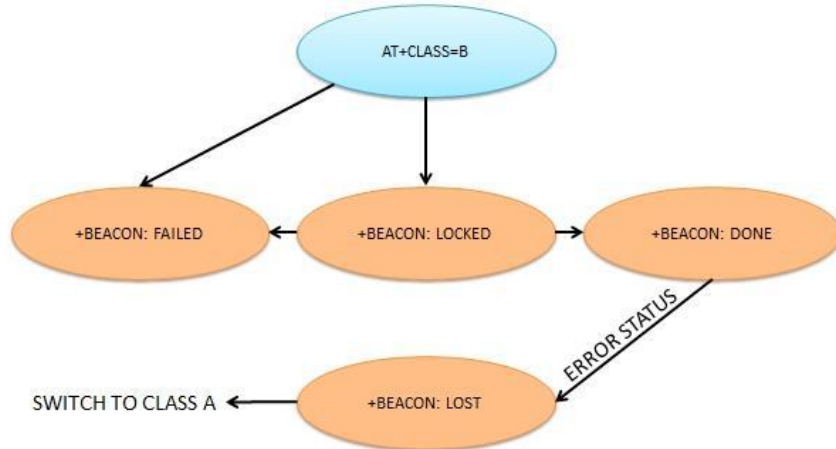 AT+CLASS=B
+BEACON: FAILED
+BEACON: LOCKED
+BEACON: DONE
ERROR STATUS
SWITCH TO CLASS A
+BEACON: LOST